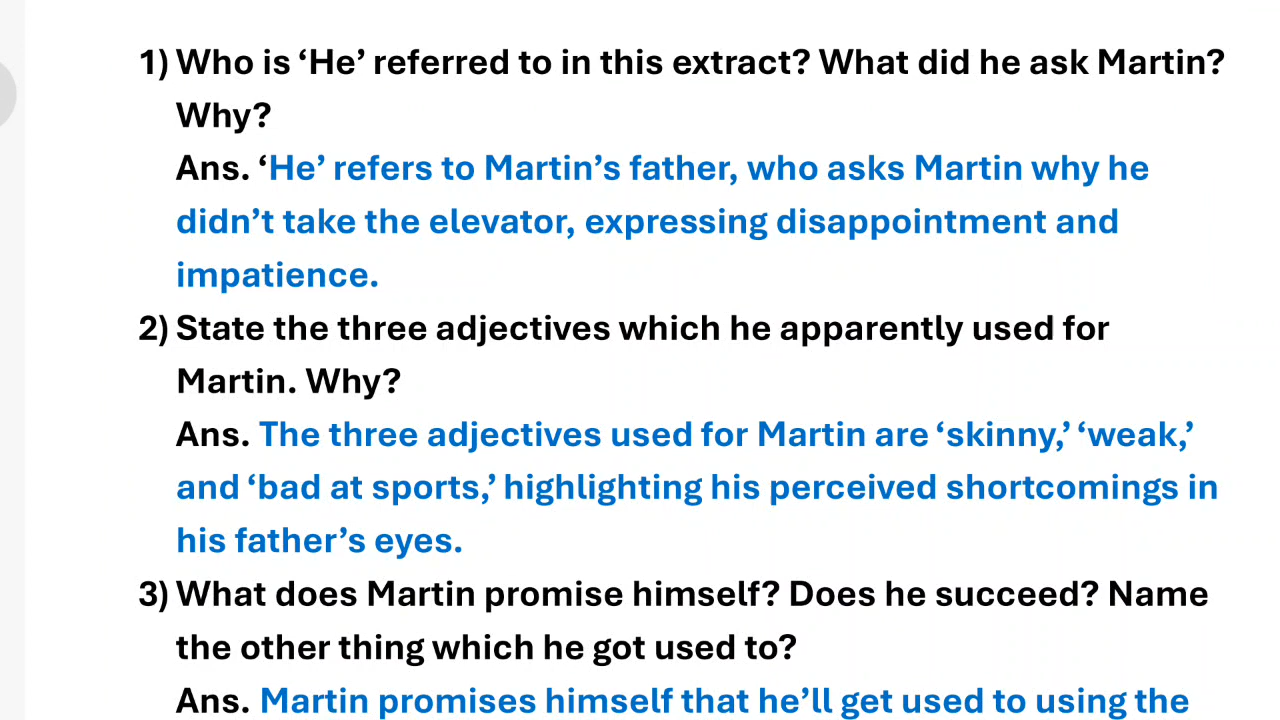 1) Who is ‘He’ referred to in this extract? What did he ask Martin?
Why?
Ans. ‘He’ refers to Martin’s father, who asks Martin why he
didn’t take the elevator, expressing disappointment and
impatience.
2) State the three adjectives which he apparently used for
Martin. Why?
Ans. The three adjectives used for Martin are ‘skinny,’ ‘weak,’
and ‘bad at sports,’ highlighting his perceived shortcomings in
his father’s eyes.
3) What does Martin promise himself? Does he succeed? Name
the other thing which he got used to?
Ans. Martin promises himself that he’ll get used to using the